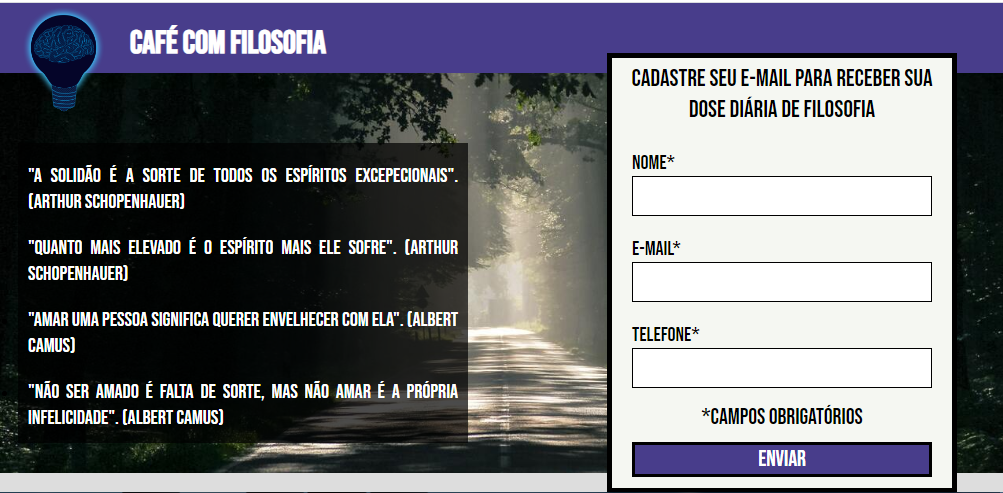 CAFÉ COM FILOSOFIA
"A SOLIDÃO É A SORTE DE TODOS OS ESPÍRITOS EXCEPECIONAIS".
(ARTHUR SCHOPENHAUER)
"QUANTO MAIS ELEVADO É O ESPÍRITO MAIS ELE SOFRE". (ARTHUR
SCHOPENHAUER)
"AMAR UMA PESSOA SIGNIFICA QUERER ENVELHECER COM ELA". (ALBERT
CAMUS)
"NÃO SER AMADO É FALTA DE SORTE, MAS NÃO AMAR É A PRÓPRIA
INFELICIDADE". (ALBERT CAMUS)
CADASTRE SEU E-MAIL PARA RECEBER SUA
DOSE DIÁRIA DE FILOSOFIA
NOME*
E-MAIL*
TELEFONE*
*CAMPOS OBRIGATÓRIOS
ENVIAR